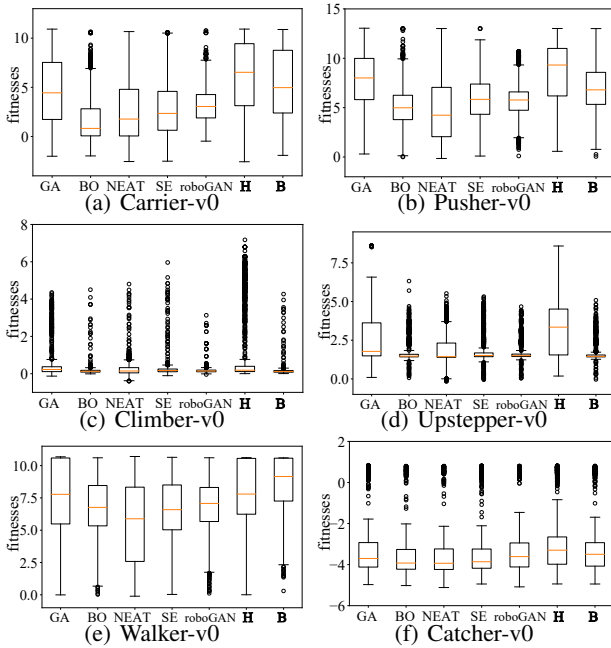 fitnesses
10
5
0
GA BO NEAT SE roboGAN H B
(a) Carrier-v0
fitnesses
15
10
5
0
GA BO NEAT SE roboGAN H B
(b) Pusher-v0
fitnesses
8
6
4
2
0
GA BO NEAT SE roboGAN H B
(c) Climber-v0
fitnesses
7.5
5.0
2.5
0.0
GA BO NEAT SE roboGAN H B
(d) Upstepper-v0
fitnesses
10.0
7.5
5.0
2.5
0.0
GA BO NEAT SE roboGAN H B
(e) Walker-v0
fitnesses
2
0
−2
−4
−6
GA BO NEAT SE roboGAN H B
(f) Catcher-v0